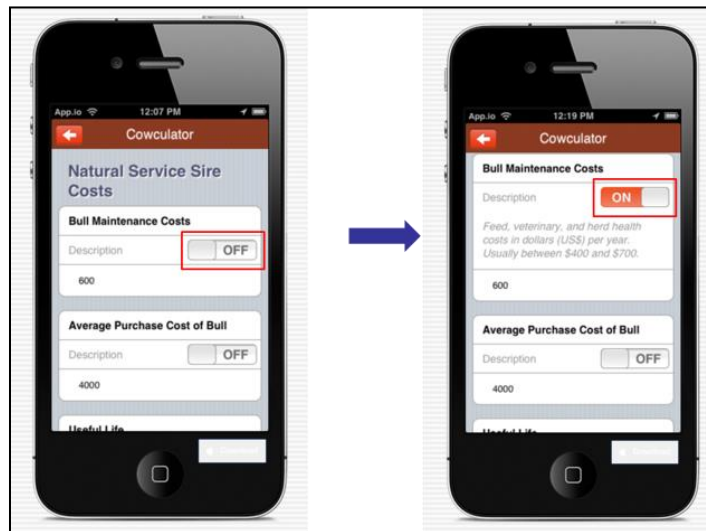 App.io 12:07 PM
Cowculator
Natural Service Sire
Costs
Bull Maintenance Costs
Description OFF
600
Average Purchase Cost of Bull
Description OFF
4000
Useful Life
Download
App.io 12:19 PM
Cowculator
Bull Maintenance Costs
Description ON
Feed, veterinary, and herd health
costs in dollars (US$) per year.
Usually between $400 and $700.
600
Average Purchase Cost of Bull
Description OFF
4000
Useful Life
Download